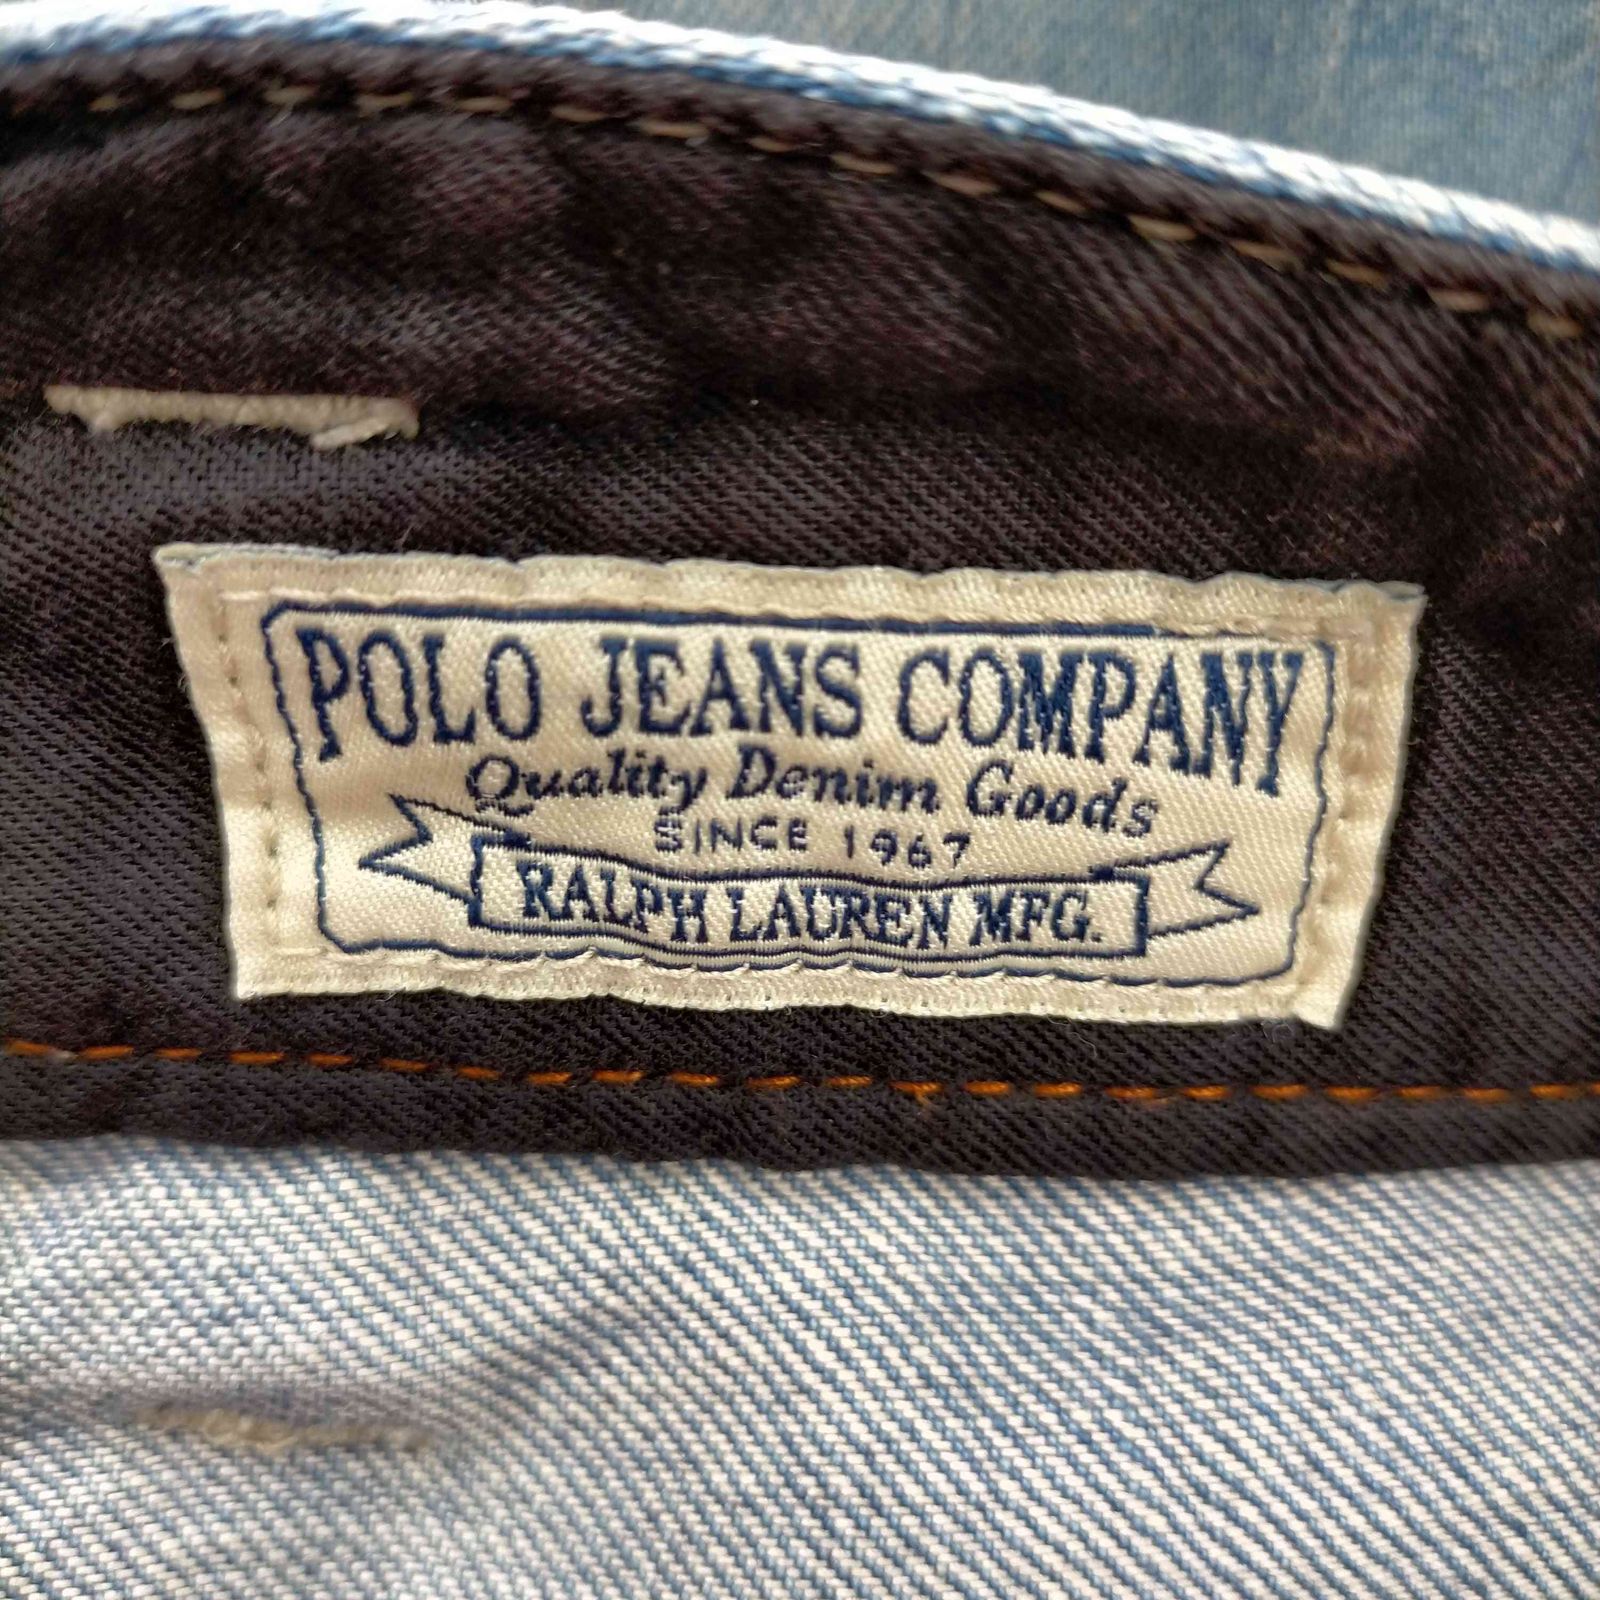 POLO JEANS COMPANY
Quality Denim Goods
SINCE 1967
RALPH LAUREN MFG.